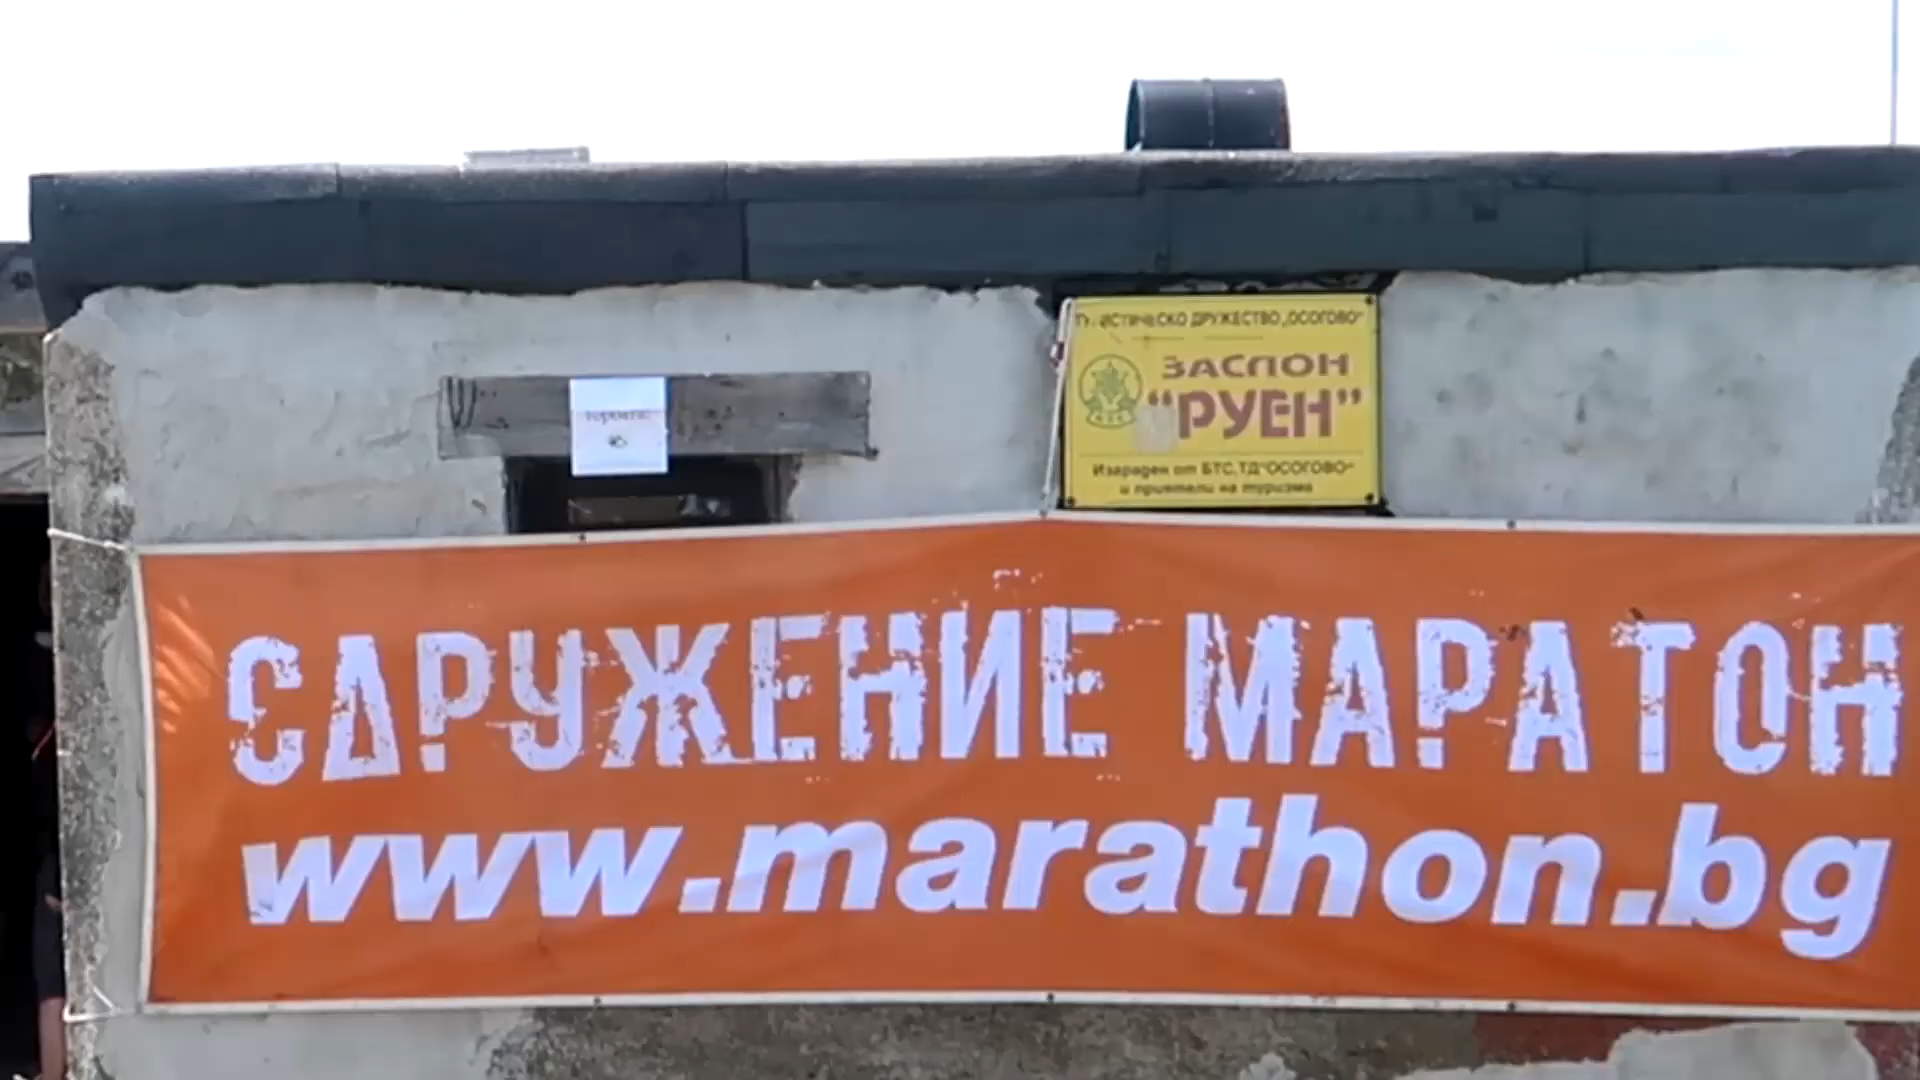 ДРУЖЕСТВО „ОСОГОВО"
ЗАСЛОН
"РУЕН"
Изграден от БТС, ТД "ОСОГОВО"
и приятели на туризма
СДРУЖЕНИЕ МАРАТОН
www.marathon.bg